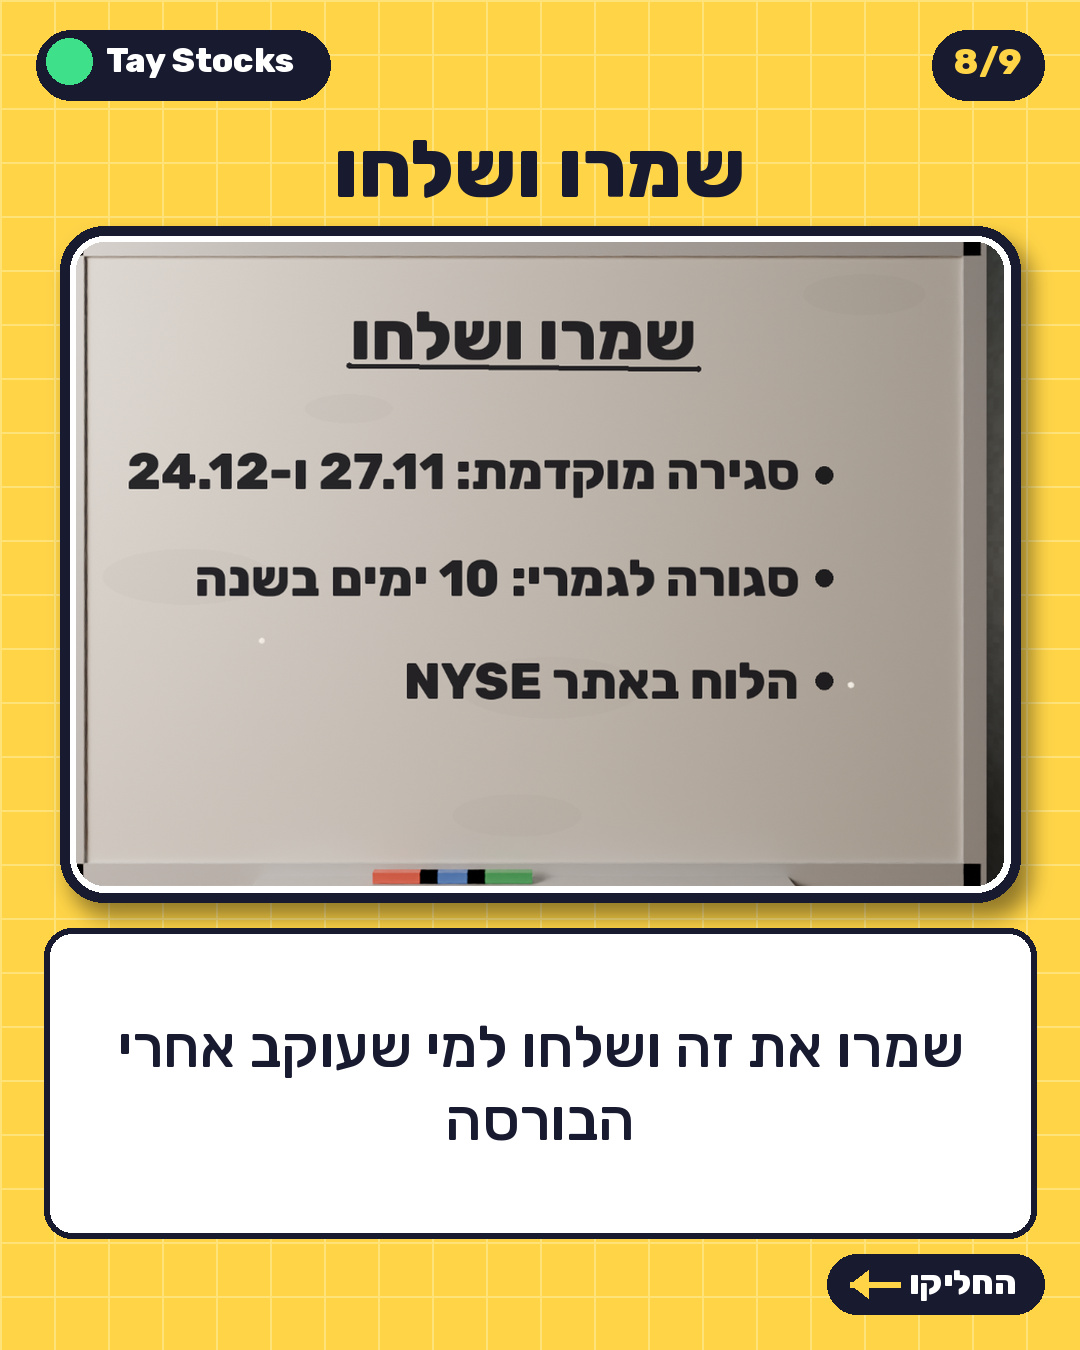 Tay Stocks
8/9
שמרו ושלחו
שמרו ושלחו
• סגירה מוקדמת: 27.11 ו-24.12
• סגורה לגמרי: 10 ימים בשנה
• הלוח באתר NYSE
שמרו את זה ושלחו למי שעוקב אחרי
הבורסה
החליקו